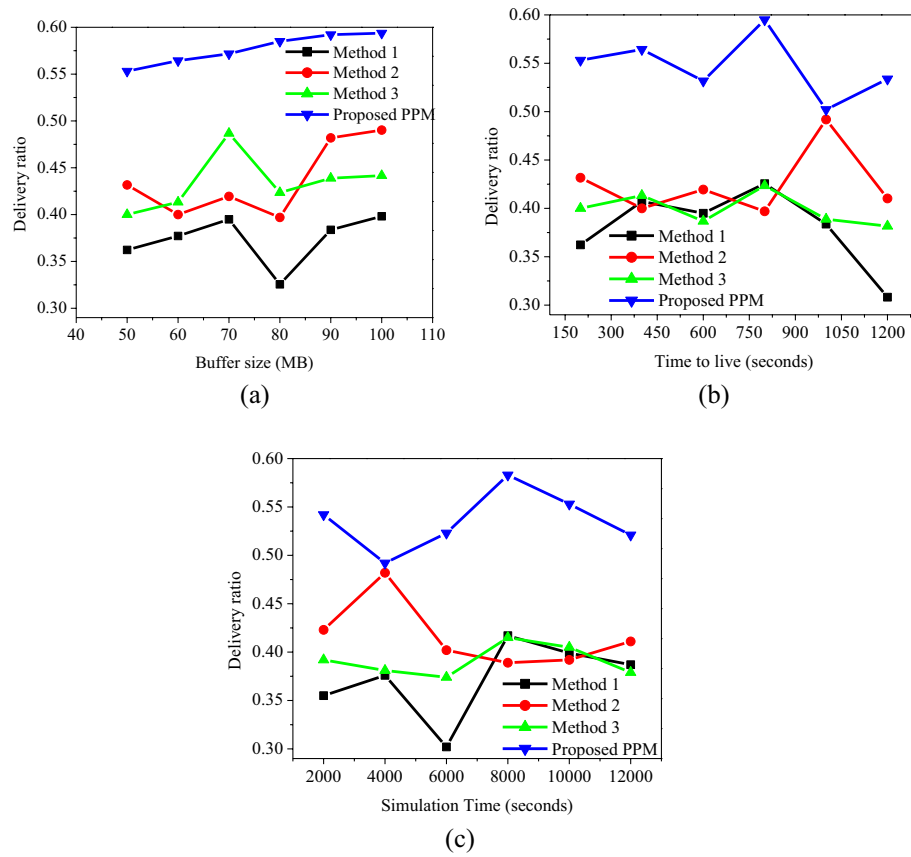 0.60
0.55
0.50
0.45
0.40
0.35
0.30
Delivery ratio
Method 1
Method 2
Method 3
Proposed PPM
40 50 60 70 80 90 100 110
Buffer size (MB)
(a)
0.60
0.55
0.50
0.45
0.40
0.35
0.30
Delivery ratio
Method 1
Method 2
Method 3
Proposed PPM
150 300 450 600 750 900 1050 1200
Time to live (seconds)
(b)
0.60
0.55
0.50
0.45
0.40
0.35
0.30
Delivery ratio
Method 1
Method 2
Method 3
Proposed PPM
2000 4000 6000 8000 10000 12000
Simulation Time (seconds)
(c)